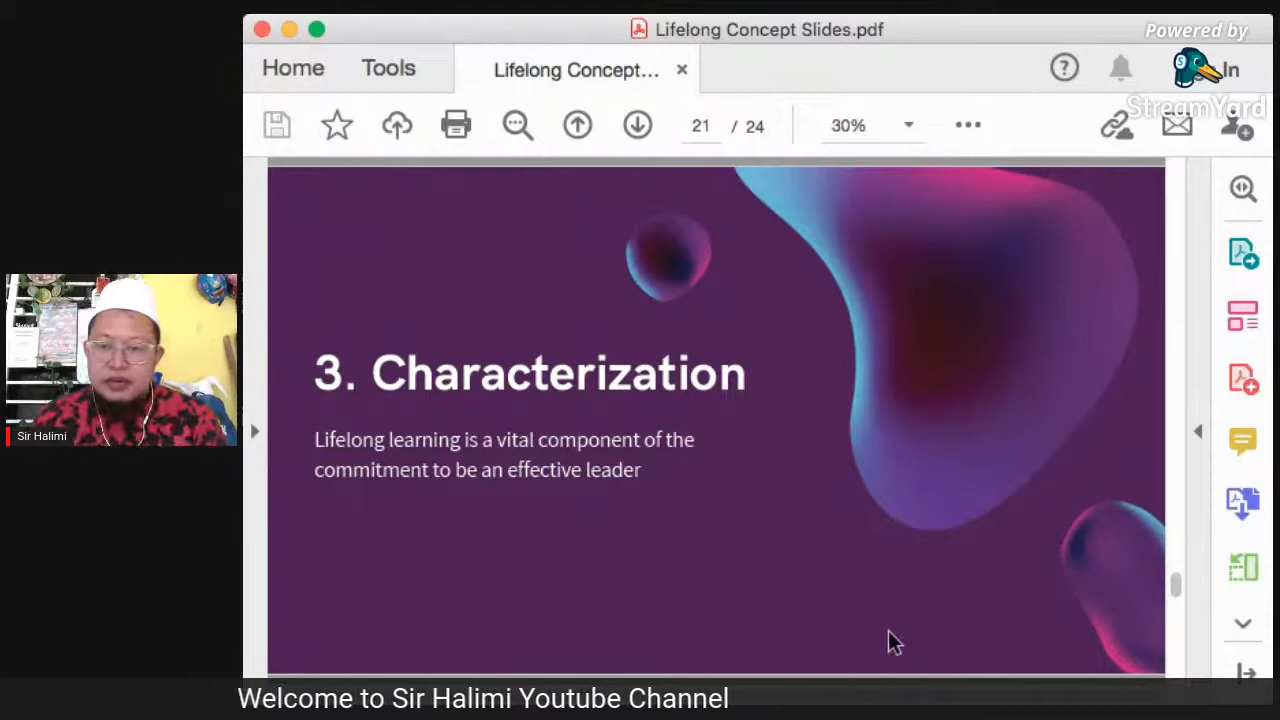 Lifelong Concept Slides.pdf
Powered by
Home
Tools
Lifelong Concept...
In
StreamYard
21 / 24
30%
3. Characterization
Lifelong learning is a vital component of the
commitment to be an effective leader
Sir Halimi
Welcome to Sir Halimi Youtube Channel